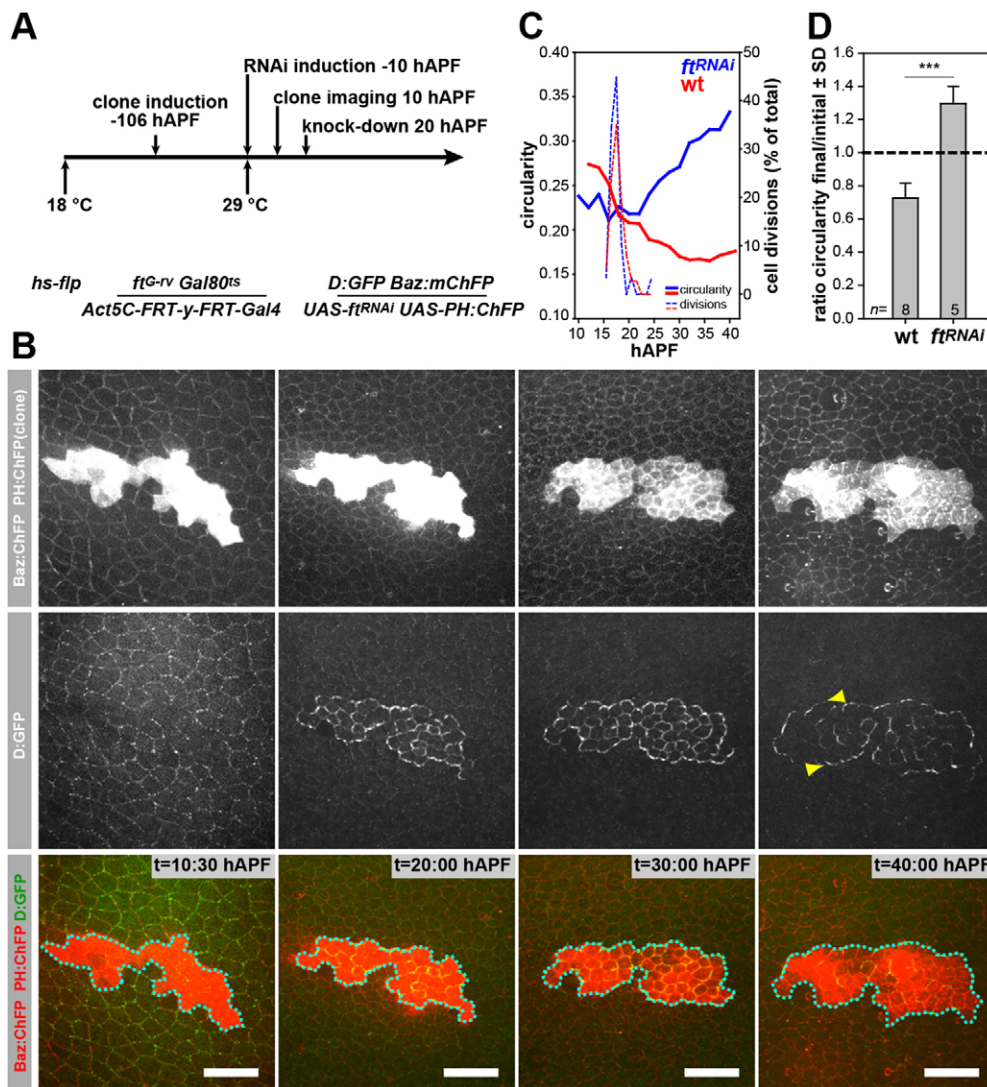 A
RNAi induction -10 hAPF
clone induction
-106 hAPF
clone imaging 10 hAPF
knock-down 20 hAPF
18 °C
29 °C
hs-flp
ftG-rv Gal80ts
Act5C-FRT-y-FRT-Gal4
D:GFP Baz:mChFP
UAS-ftRNAi UAS-PH:ChFP
C
ftRNAi
wt
circularity
0.40
0.35
0.30
0.25
0.20
0.15
0.10
cell divisions (% of total)
50
40
30
20
10
0
circularity
divisions
10 15 20 25 30 35 40
hAPF
D
ratio circularity final/initial ± SD
1.6
1.4
1.2
1.0
0.8
0.6
0.4
0.2
0.0
***
n= 8 5
wt ftRNAi
B
Baz:ChFP PH:ChFP(clone)
D:GFP
Baz:ChFP PH:ChFP D:GFP
t=10:30 hAPF
t=20:00 hAPF
t=30:00 hAPF
t=40:00 hAPF